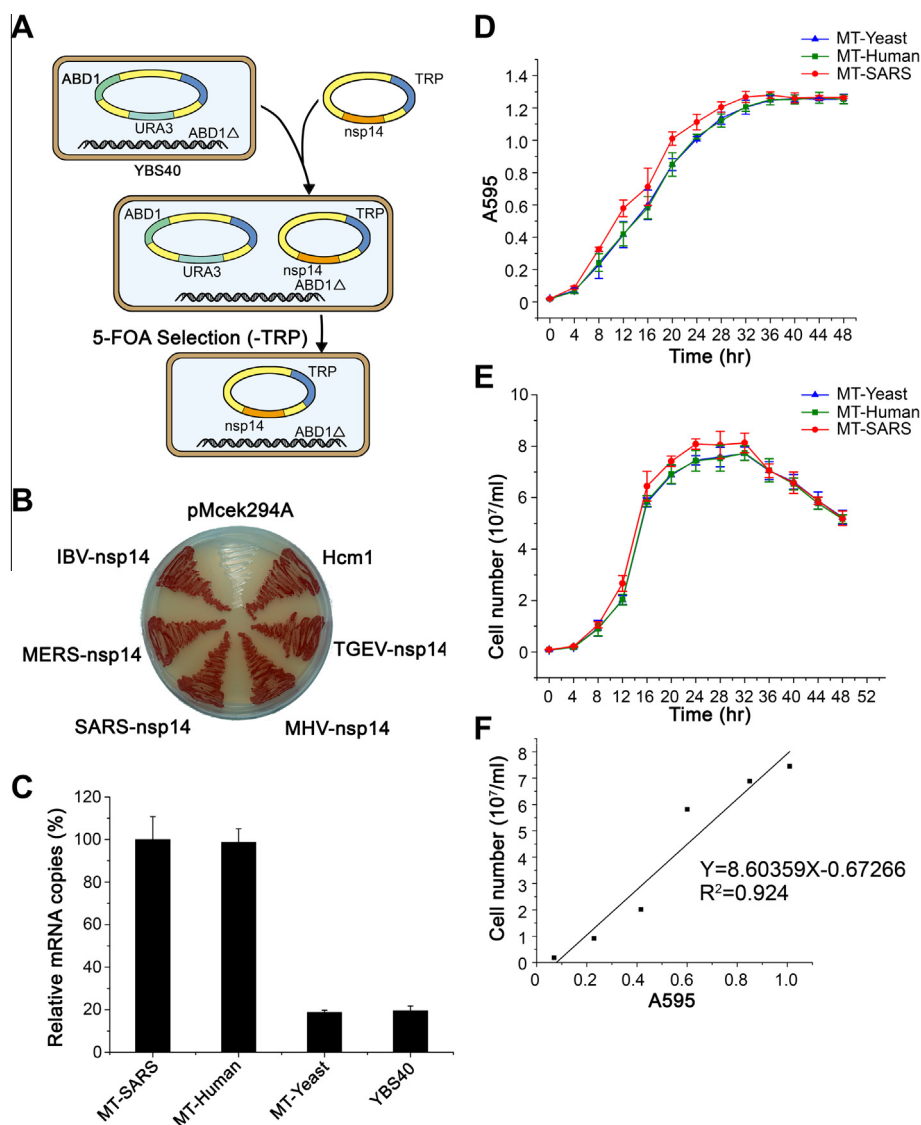 A
ABD1
URA3
ABD1△
YBS40
TRP
nsp14
ABD1
URA3
TRP
nsp14
ABD1△
5-FOA Selection (-TRP)
TRP
nsp14
ABD1△
B
pMcek294A
IBV-nsp14
Hcm1
MERS-nsp14
TGEV-nsp14
SARS-nsp14
MHV-nsp14
C
Relative mRNA copies (%)
120
100
80
60
40
20
0
MT-SARS
MT-Human
MT-Yeast
YBS40
D
MT-Yeast
MT-Human
MT-SARS
A595
1.4
1.2
1.0
0.8
0.6
0.4
0.2
0
0 4 8 12 16 20 24 28 32 36 40 44 48
Time (hr)
E
MT-Yeast
MT-Human
MT-SARS
Cell number (10⁷/ml)
10
8
6
4
2
0
0 4 8 12 16 20 24 28 32 36 40 44 48 52
Time (hr)
F
Cell number (10⁷/ml)
8
7
6
5
4
3
2
1
0
Y=8.60359X-0.67266
R²=0.924
0 0.2 0.4 0.6 0.8 1.0
A595